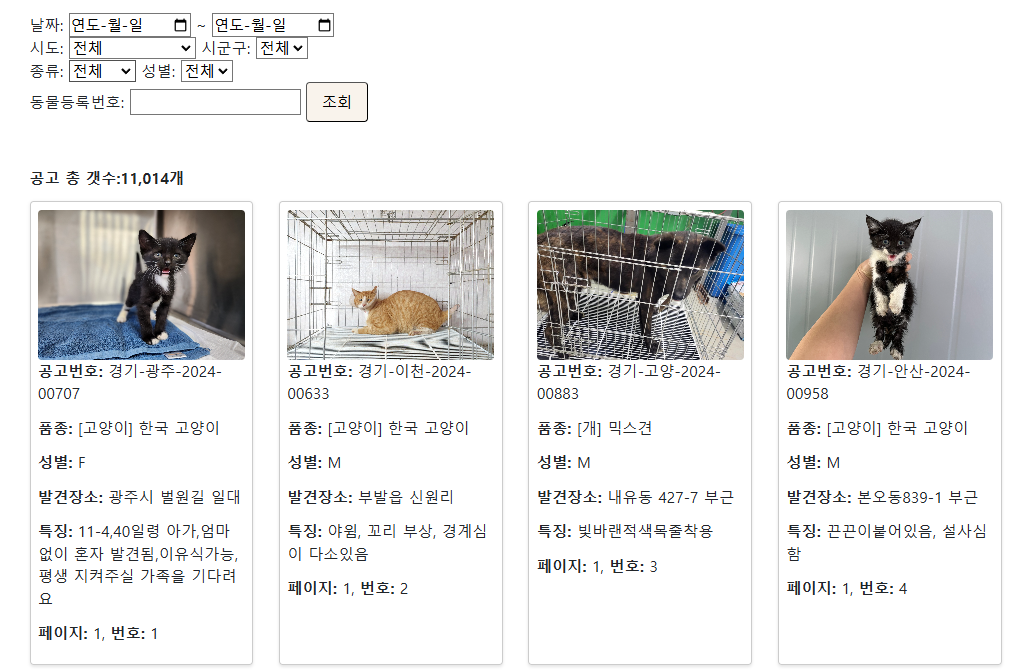 날짜: 연도-월-일 ~ 연도-월-일
시도: 전체 시군구: 전체
종류: 전체 성별: 전체
동물등록번호: 조회
공고 총 갯수:11,014개
공고번호: 경기-광주-2024-
00707
품종: [고양이] 한국 고양이
성별: F
발견장소: 광주시 벌원길 일대
특징: 11-4,40일령 아가,엄마
없이 혼자 발견됨,이유식가능,
평생 지켜주실 가족을 기다려
요
페이지: 1, 번호: 1
공고번호: 경기-이천-2024-
00633
품종: [고양이] 한국 고양이
성별: M
발견장소: 부발읍 신원리
특징: 야윔, 꼬리 부상, 경계심
이 다소있음
페이지: 1, 번호: 2
공고번호: 경기-고양-2024-
00883
품종: [개] 믹스견
성별: M
발견장소: 내유동 427-7 부근
특징: 빛바랜적색목줄착용
페이지: 1, 번호: 3
공고번호: 경기-안산-2024-
00958
품종: [고양이] 한국 고양이
성별: M
발견장소: 본오동839-1 부근
특징: 끈끈이붙어있음, 설사심
함
페이지: 1, 번호: 4